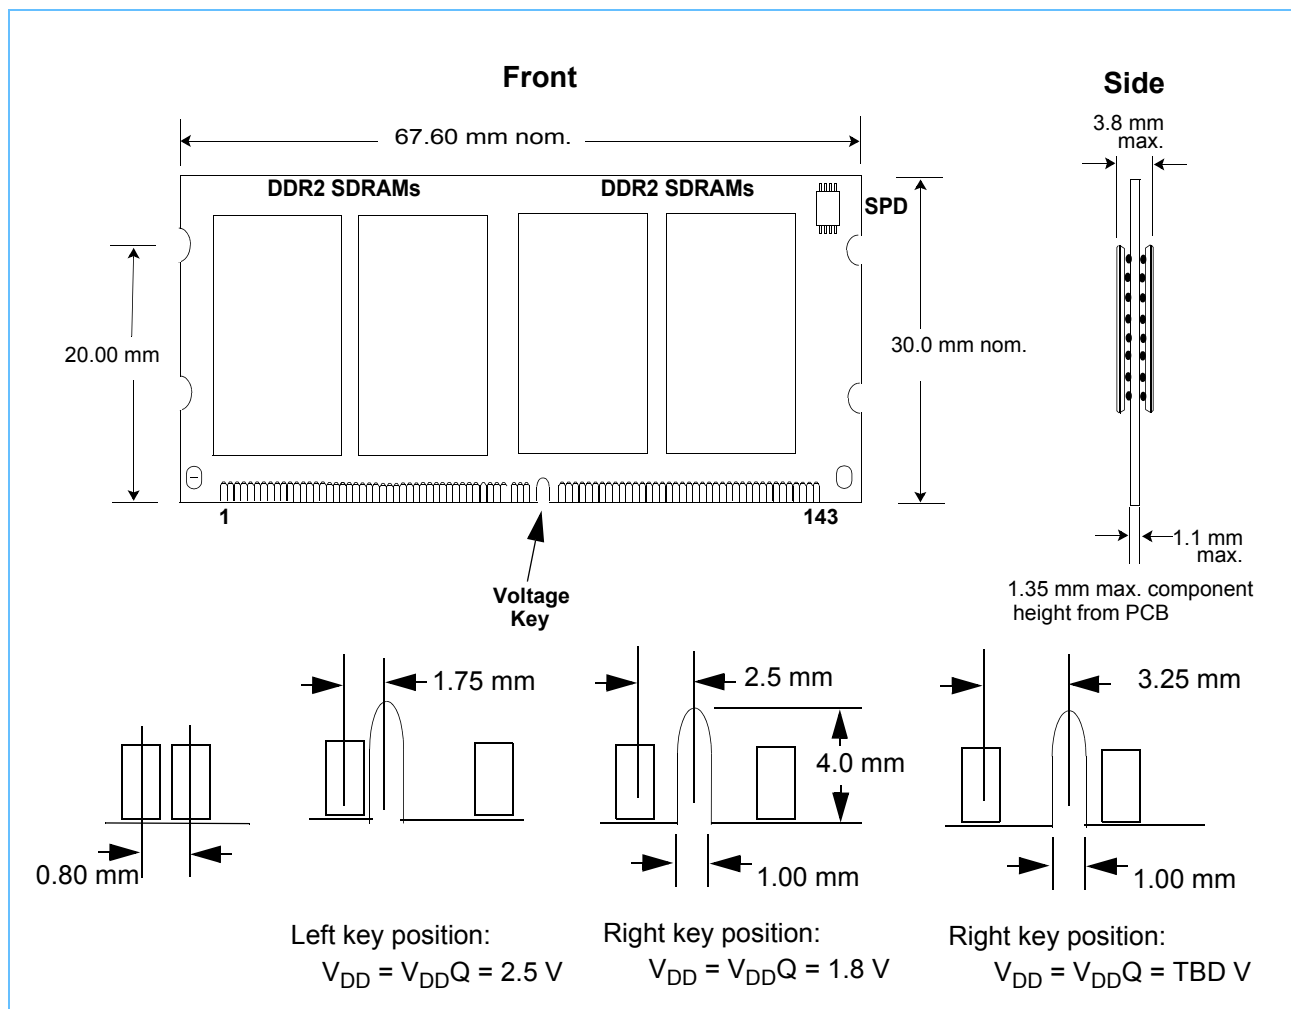 Front
Side
67.60 mm nom.
3.8 mm
max.
DDR2 SDRAMs
DDR2 SDRAMs
SPD
20.00 mm
30.0 mm nom.
1
143
Voltage
Key
1.1 mm
max.
1.35 mm max. component
height from PCB
1.75 mm
2.5 mm
3.25 mm
4.0 mm
0.80 mm
1.00 mm
1.00 mm
Left key position:
VDD = VDDQ = 2.5 V
Right key position:
VDD = VDDQ = 1.8 V
Right key position:
VDD = VDDQ = TBD V